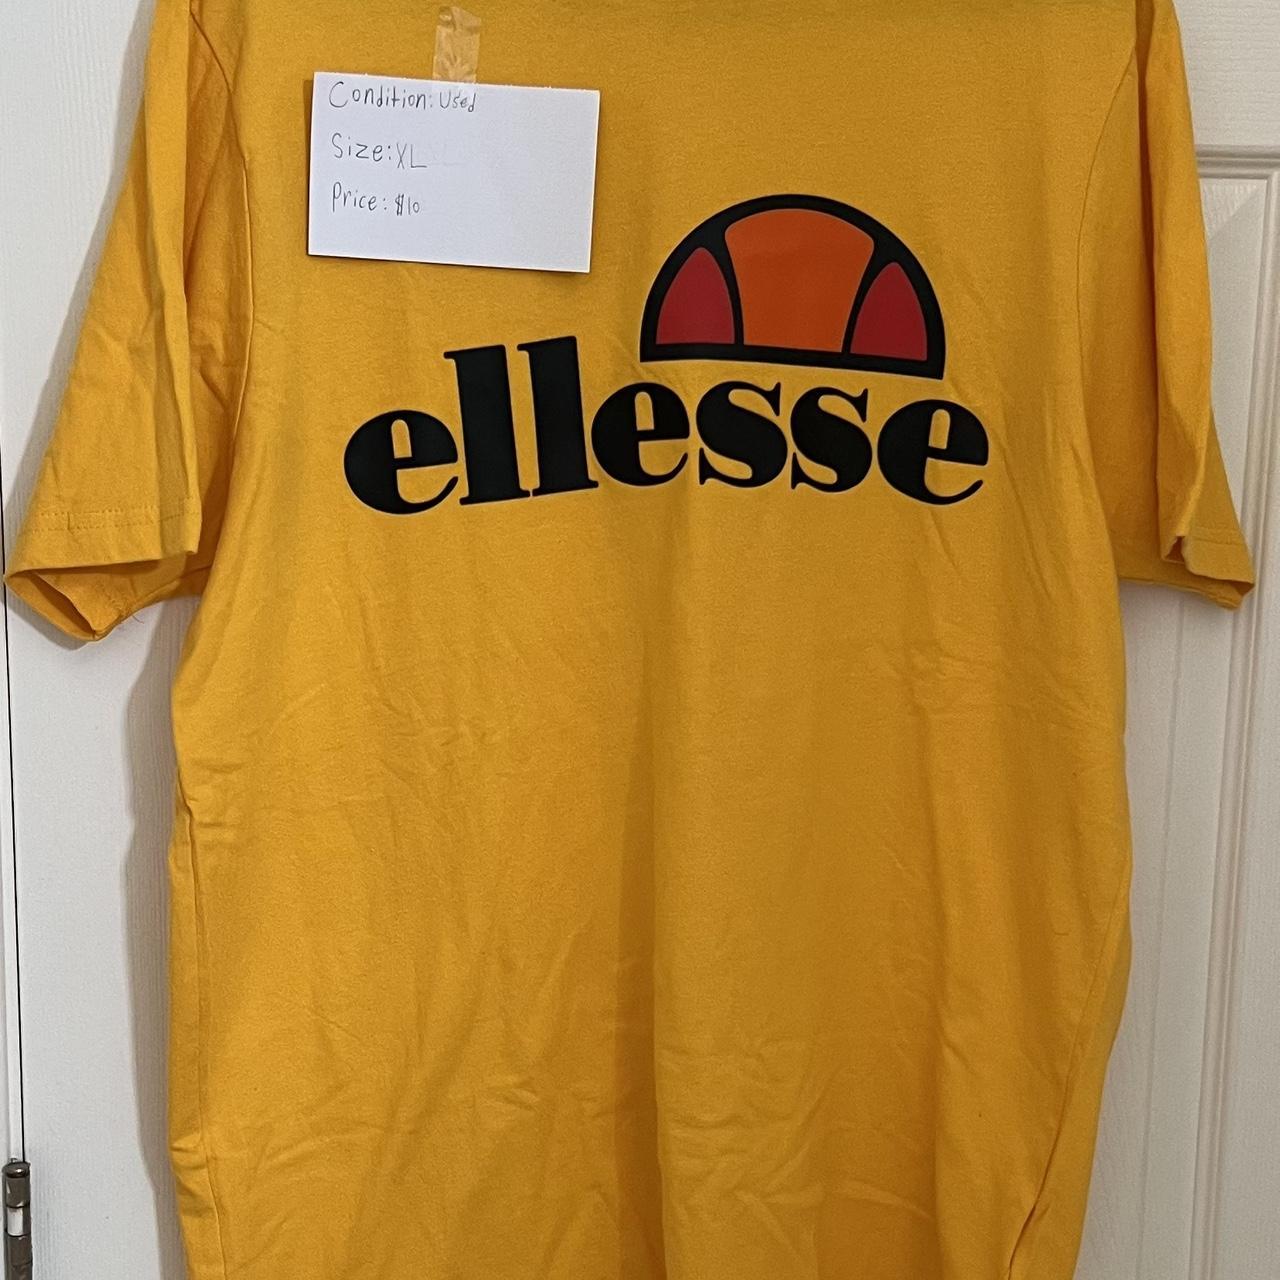 Condition: Used
Size: XL
Price: $10
ellesse